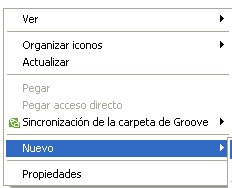 Ver
Organizar iconos
Actualizar
Pegar
Pegar acceso directo
Sincronización de la carpeta de Groove
Nuevo
Propiedades